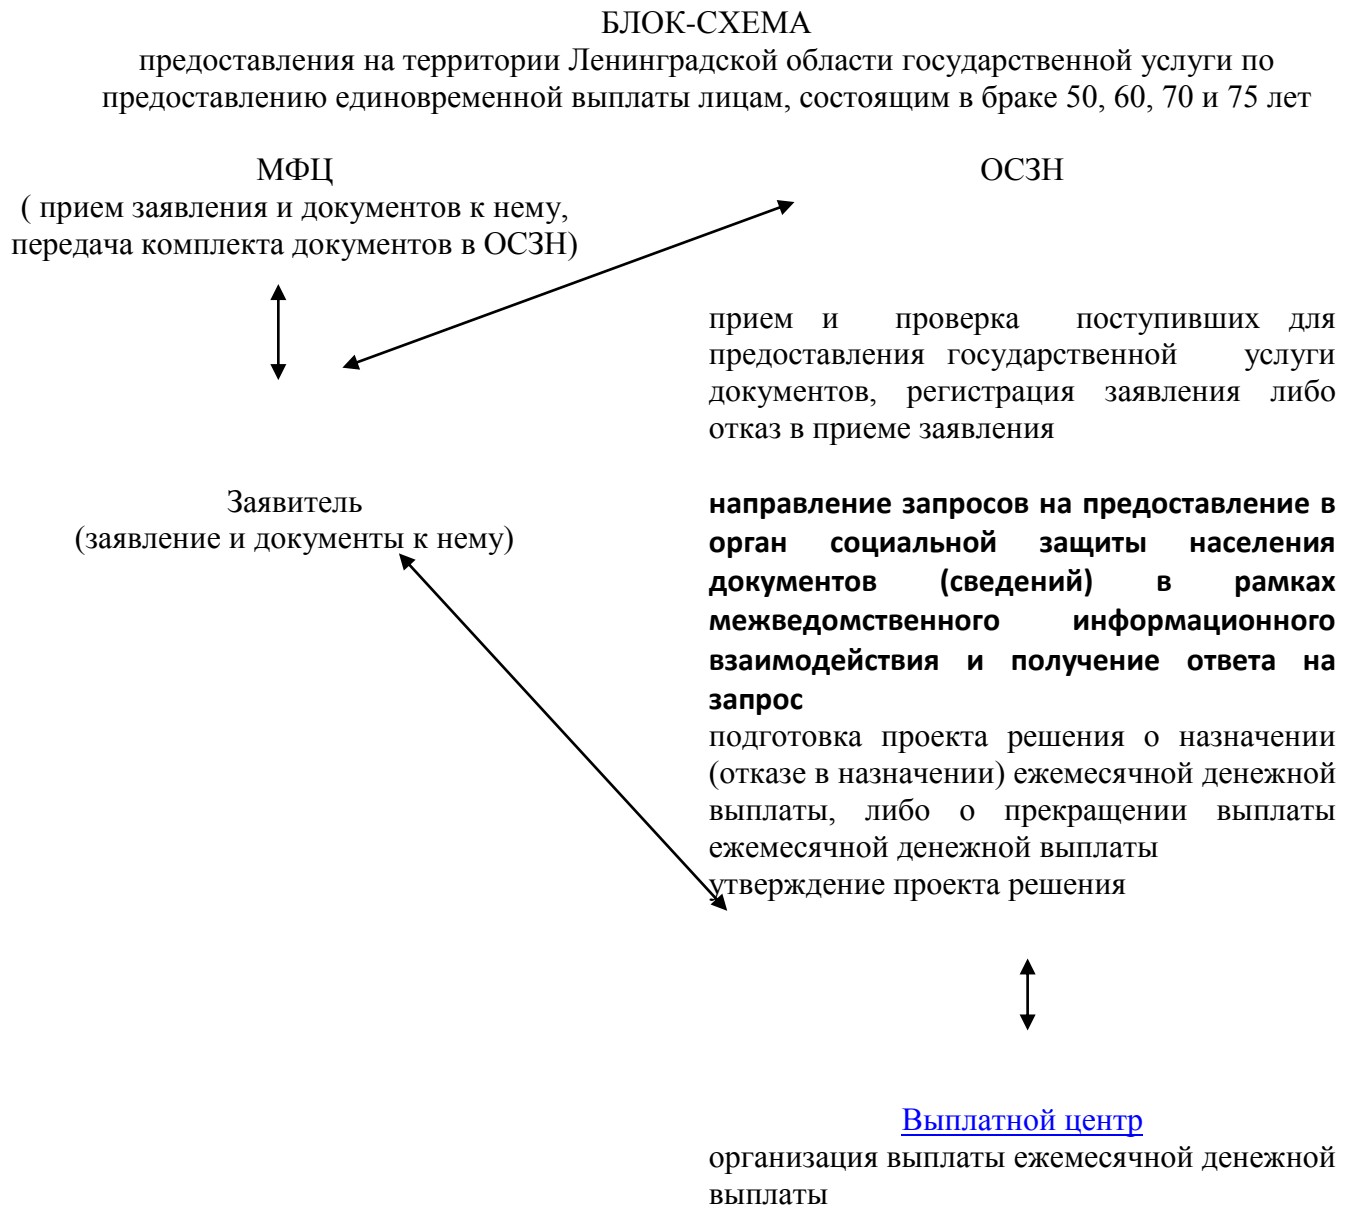 БЛОК-СХЕМА
предоставления на территории Ленинградской области государственной услуги по
предоставлению единовременной выплаты лицам, состоящим в браке 50, 60, 70 и 75 лет
МФЦ
( прием заявления и документов к нему,
передача комплекта документов в ОСЗН)
Заявитель
(заявление и документы к нему)
ОСЗН
прием и проверка поступивших для
предоставления государственной услуги
документов, регистрация заявления либо
отказ в приеме заявления
направление запросов на предоставление в
орган социальной защиты населения
документов (сведений) в рамках
межведомственного информационного
взаимодействия и получение ответа на
запрос
подготовка проекта решения о назначении
(отказе в назначении) ежемесячной денежной
выплаты, либо о прекращении выплаты
ежемесячной денежной выплаты
утверждение проекта решения
Выплатной центр
организация выплаты ежемесячной денежной
выплаты